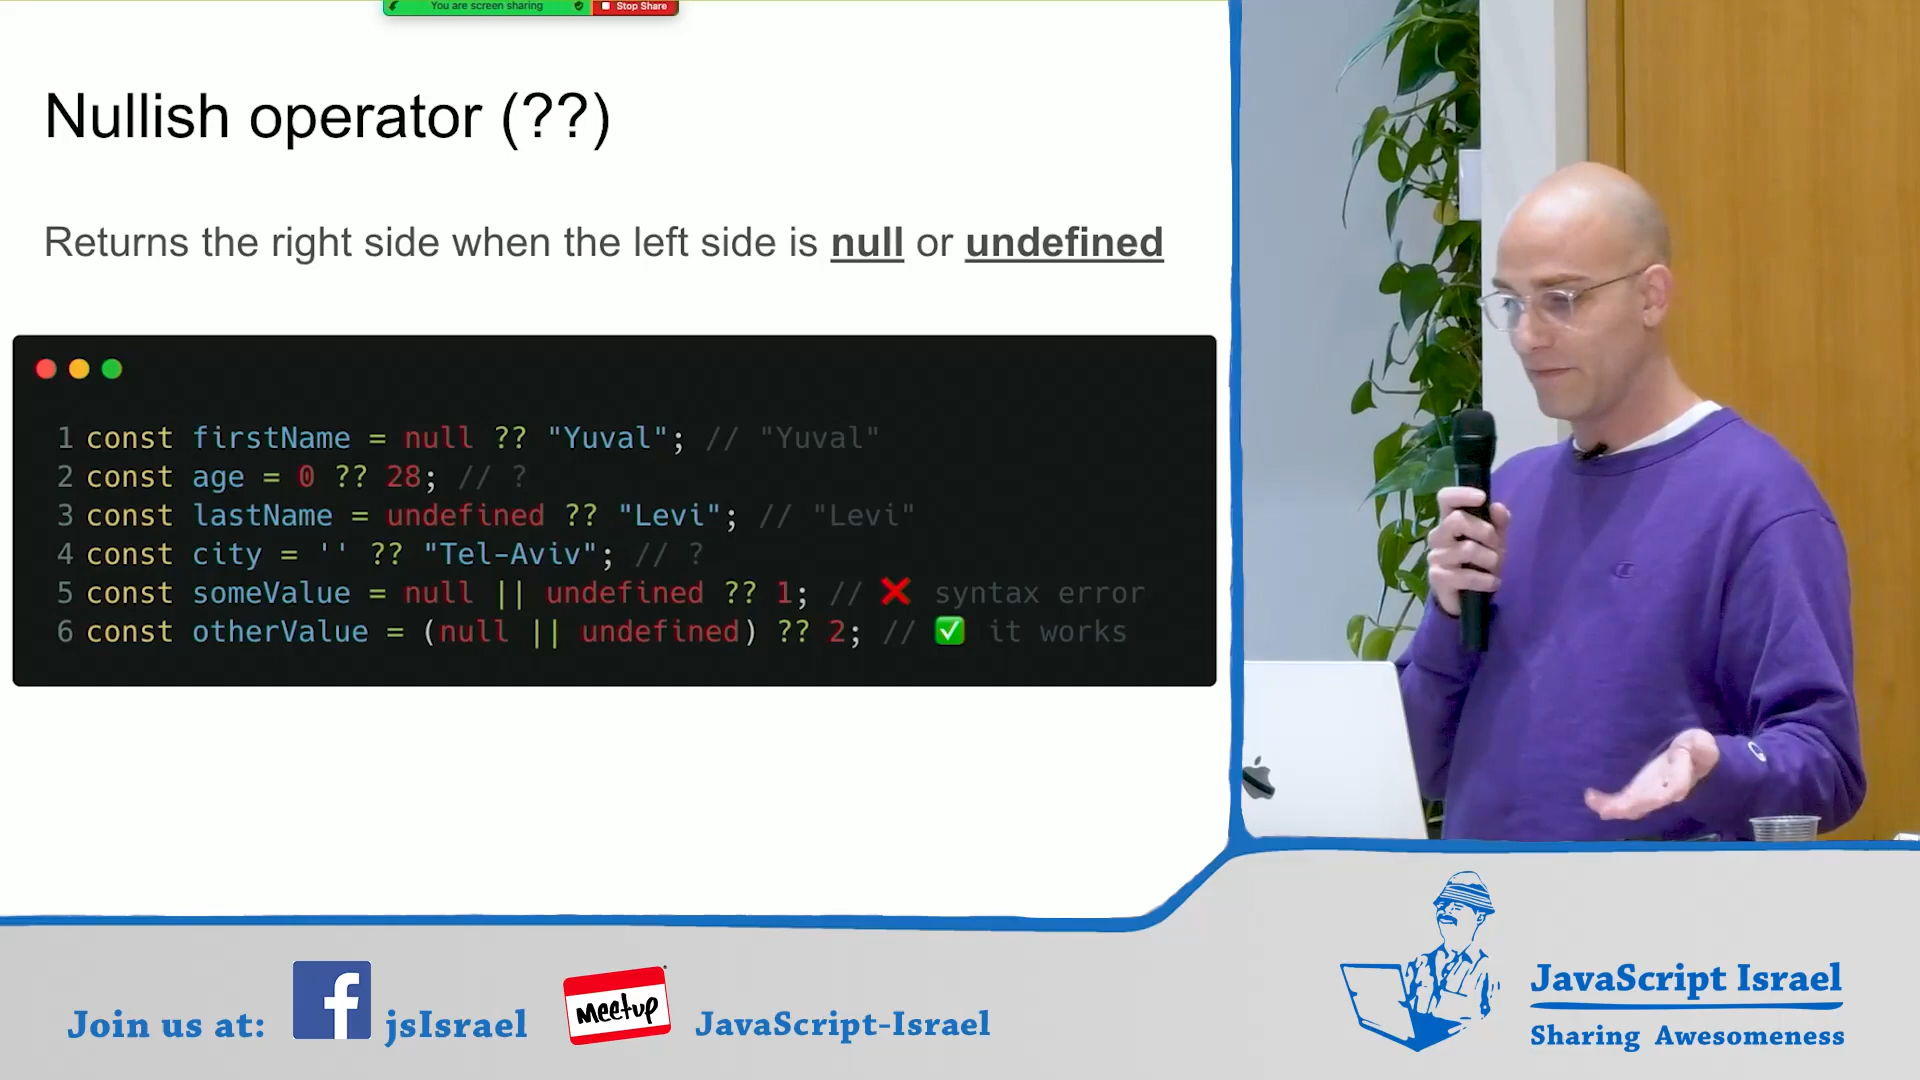 You are screen sharing
Stop Share
Nullish operator (??)
Returns the right side when the left side is null or undefined
1 const firstName = null ?? "Yuval"; // "Yuval"
2 const age = 0 ?? 28; // ?
3 const lastName = undefined ?? "Levi"; // "Levi"
4 const city = '' ?? "Tel-Aviv"; // ?
5 const someValue = null || undefined ?? 1; // ❌ syntax error
6 const otherValue = (null || undefined) ?? 2; // ✅ it works
Join us at:
f
jsIsrael
meetup
JavaScript-Israel
JavaScript Israel
Sharing Awesomeness